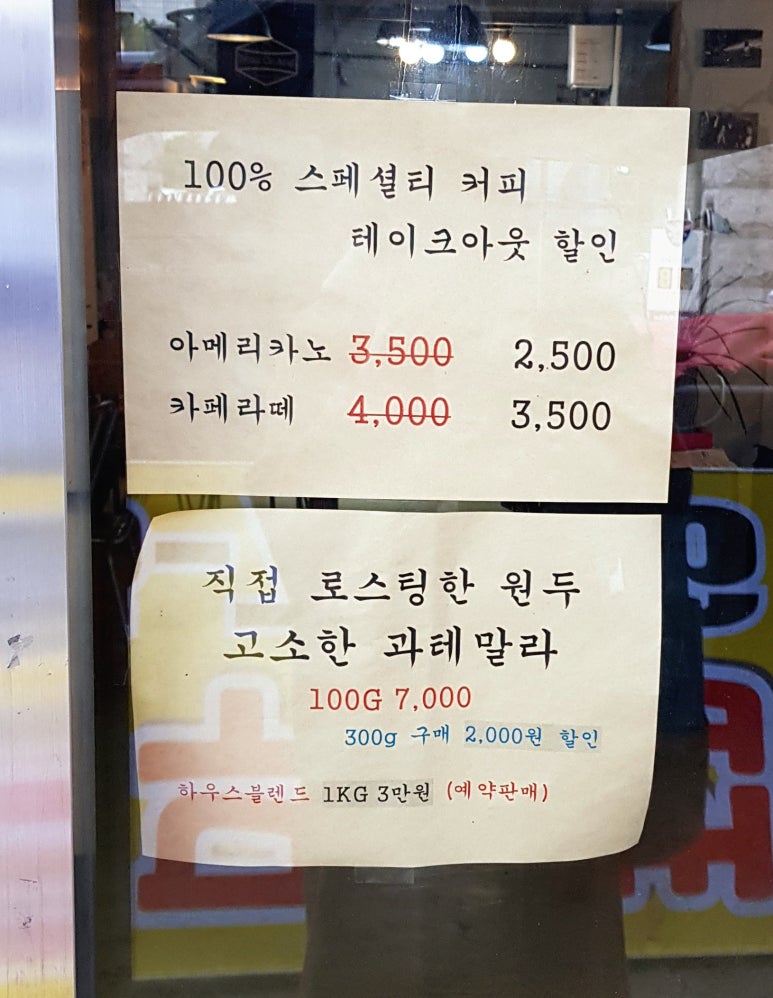 100% 스페셜티 커피
테이크아웃 할인
아메리카노 3,500 2,500
카페라떼 4,000 3,500
직접 로스팅한 원두
고소한 과테말라
100G 7,000
300g 구매 2,000원 할인
하우스블렌드 1KG 3만원 (예약판매)